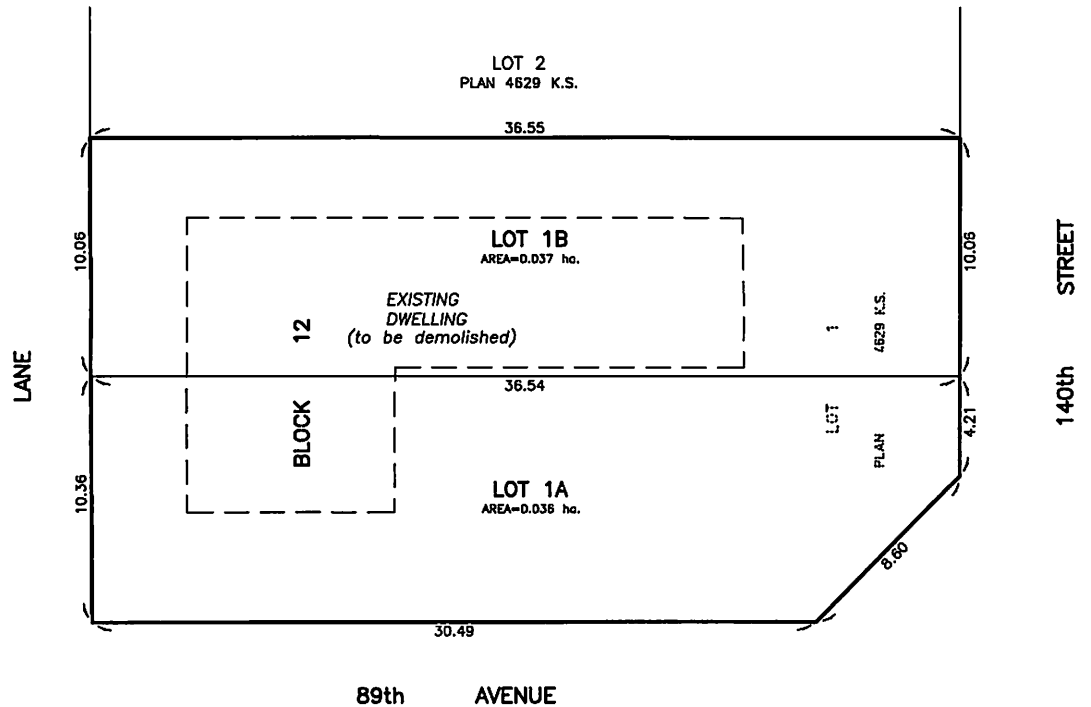 LOT 2
PLAN 4629 K.S.
36.55
10.06
10.06
LOT 1B
AREA=0.037 ha.
EXISTING
DWELLING
(to be demolished)
BLOCK 12
LOT 1
PLAN 4629 K.S.
LANE
140th STREET
36.54
4.21
10.36
LOT 1A
AREA=0.036 ha.
8.60
30.49
89th AVENUE